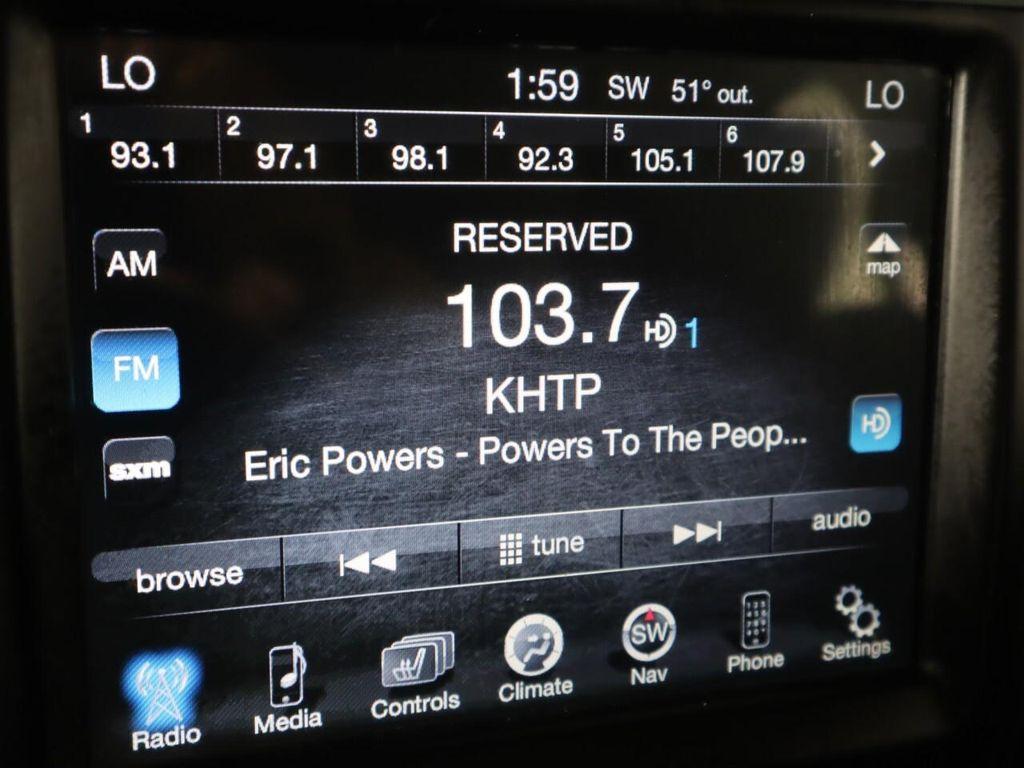 LO 1:59 SW 51° out. LO
1 93.1 2 97.1 3 98.1 4 92.3 5 105.1 6 107.9
RESERVED
AM
map
103.7 HD 1
FM
KHTP
HD
Eric Powers - Powers To The Peop...
sxm
browse tune audio
SW
Radio Media Controls Climate Nav Phone Settings